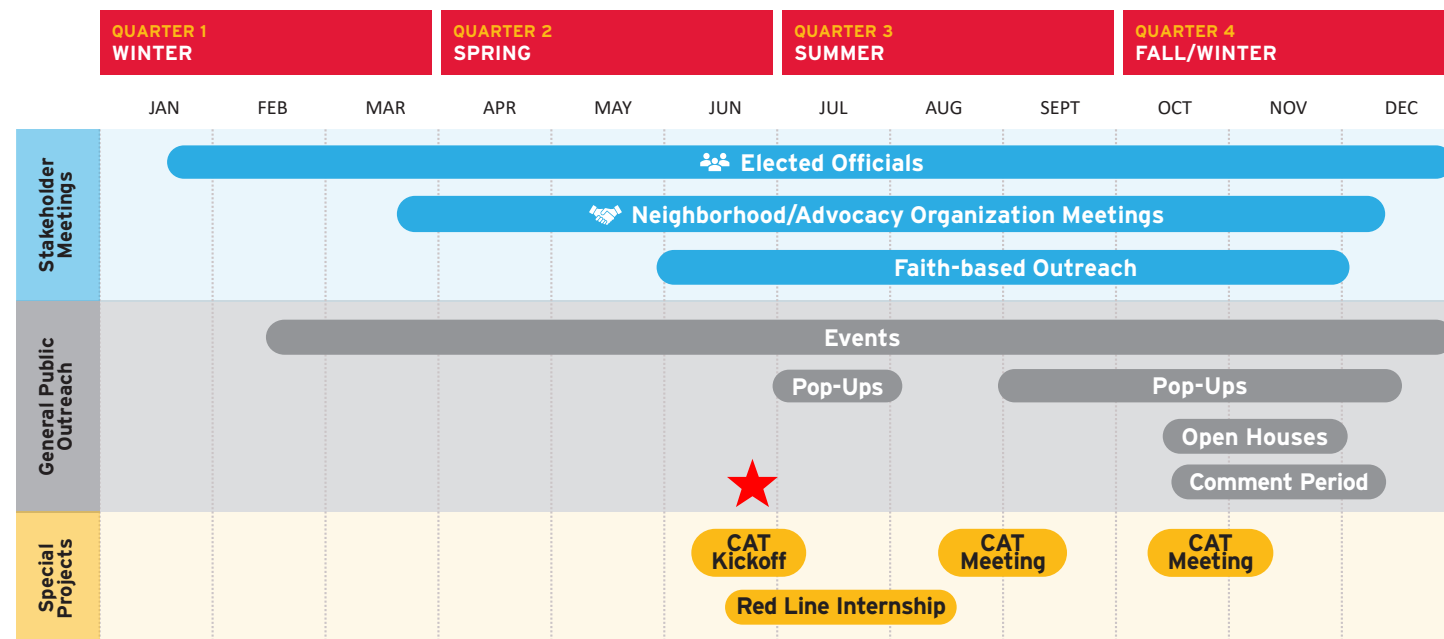 QUARTER 1
WINTER
QUARTER 2
SPRING
QUARTER 3
SUMMER
QUARTER 4
FALL/WINTER
JAN FEB MAR APR MAY JUN JUL AUG SEPT OCT NOV DEC
Stakeholder
Meetings
Elected Officials
Neighborhood/Advocacy Organization Meetings
Faith-based Outreach
General Public
Outreach
Events
Pop-Ups
Pop-Ups
Open Houses
Comment Period
Special
Projects
CAT
Kickoff
CAT
Meeting
CAT
Meeting
Red Line Internship